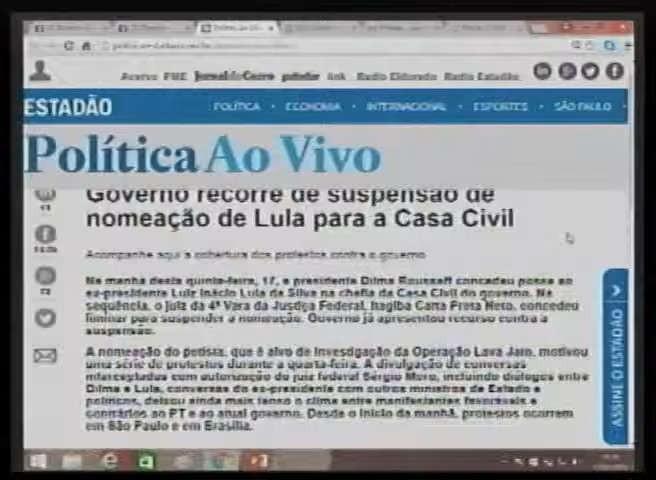 Acervo PME Jornal do Carro paladar link Radio Eldorado Radio Estadão
ESTADÃO
POLÍTICA · ECONOMIA · INTERNACIONAL · ESPORTES · SÃO PAULO
Política Ao Vivo
Governo recorre de suspensão de
nomeação de Lula para a Casa Civil
Acompanhe aqui a cobertura dos protestos contra o governo
Na manhã desta quinta-feira, 17, a presidente Dilma Rousseff concedeu posse ao
ex-presidente Luiz Inácio Lula da Silva na chefia da Casa Civil do governo. Na
sequência, o juiz da 4ª Vara da Justiça Federal, Itagiba Catta Preta Neto, concedeu
liminar para suspender a nomeação. Governo já apresentou recurso contra a
suspensão.
A nomeação do petista, que é alvo de investigação da Operação Lava Jato, motivou
uma série de protestos durante a quarta-feira. A divulgação de conversas
interceptadas com autorização do juiz federal Sérgio Moro, incluindo diálogos entre
Dilma e Lula, conversas do ex-presidente com outros ministros de Estado e
políticos, deixou ainda mais tenso o clima entre manifestantes favoráveis e
contrários ao PT e ao atual governo. Desde o início da manhã, protestos ocorrem
em São Paulo e em Brasília.
ASSINE O ESTADÃO